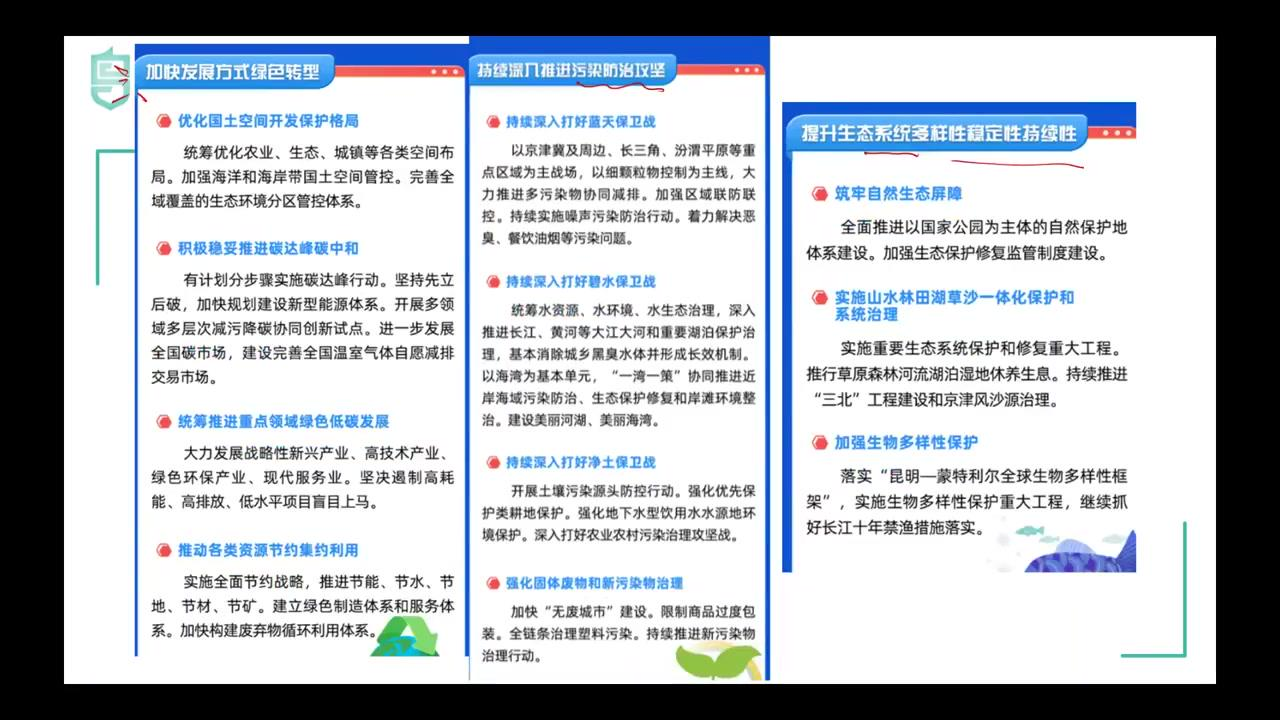 加快发展方式绿色转型
优化国土空间开发保护格局
统筹优化农业、生态、城镇等各类空间布
局。加强海洋和海岸带国土空间管控。完善全
域覆盖的生态环境分区管控体系。
积极稳妥推进碳达峰碳中和
有计划分步骤实施碳达峰行动。坚持先立
后破，加快规划建设新型能源体系。开展多领
域多层次减污降碳协同创新试点。进一步发展
全国碳市场，建设完善全国温室气体自愿减排
交易市场。
统筹推进重点领域绿色低碳发展
大力发展战略性新兴产业、高技术产业、
绿色环保产业、现代服务业。坚决遏制高耗
能、高排放、低水平项目盲目上马。
推动各类资源节约集约利用
实施全面节约战略，推进节能、节水、节
地、节材、节矿。建立绿色制造体系和服务体
系。加快构建废弃物循环利用体系。
持续深入推进污染防治攻坚
持续深入打好蓝天保卫战
以京津冀及周边、长三角、汾渭平原等重
点区域为主战场，以细颗粒物控制为主线，大
力推进多污染物协同减排。加强区域联防联
控。持续实施噪声污染防治行动。着力解决恶
臭、餐饮油烟等污染问题。
持续深入打好碧水保卫战
统筹水资源、水环境、水生态治理，深入
推进长江、黄河等大江大河和重要湖泊保护治
理，基本消除城乡黑臭水体并形成长效机制。
以海湾为基本单元，“一湾一策”协同推进近
岸海域污染防治、生态保护修复和岸滩环境整
治。建设美丽河湖、美丽海湾。
持续深入打好净土保卫战
开展土壤污染源头防控行动。强化优先保
护类耕地保护。强化地下水型饮用水水源地环
境保护。深入打好农业农村污染治理攻坚战。
强化固体废物和新污染物治理
加快“无废城市”建设。限制商品过度包
装。全链条治理塑料污染。持续推进新污染物
治理行动。
提升生态系统多样性稳定性持续性
筑牢自然生态屏障
全面推进以国家公园为主体的自然保护地
体系建设。加强生态保护修复监管制度建设。
实施山水林田湖草沙一体化保护和
系统治理
实施重要生态系统保护和修复重大工程。
推行草原森林河流湖泊湿地休养生息。持续推进
“三北”工程建设和京津风沙源治理。
加强生物多样性保护
落实“昆明—蒙特利尔全球生物多样性框
架”，实施生物多样性保护重大工程，继续抓
好长江十年禁渔措施落实。